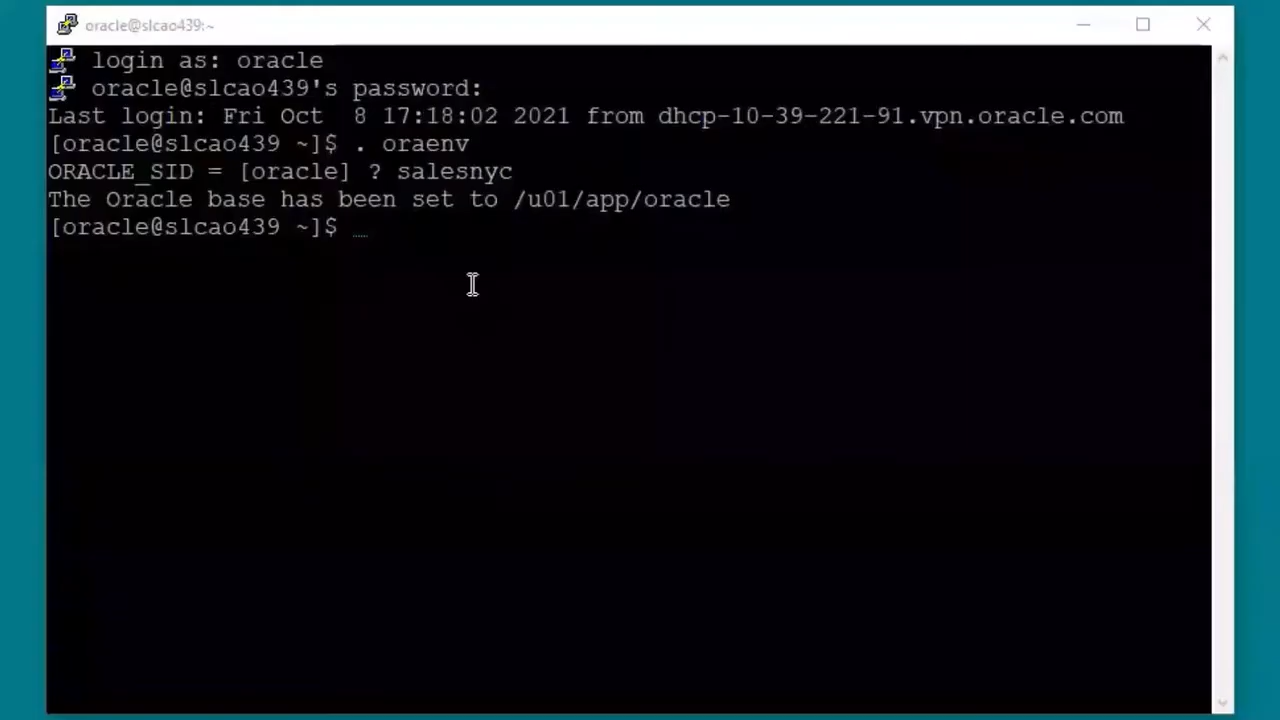 oracle@slcao439:~
login as: oracle
oracle@slcao439's password:
Last login: Fri Oct  8 17:18:02 2021 from dhcp-10-39-221-91.vpn.oracle.com
[oracle@slcao439 ~]$ . oraenv
ORACLE_SID = [oracle] ? salesnyc
The Oracle base has been set to /u01/app/oracle
[oracle@slcao439 ~]$